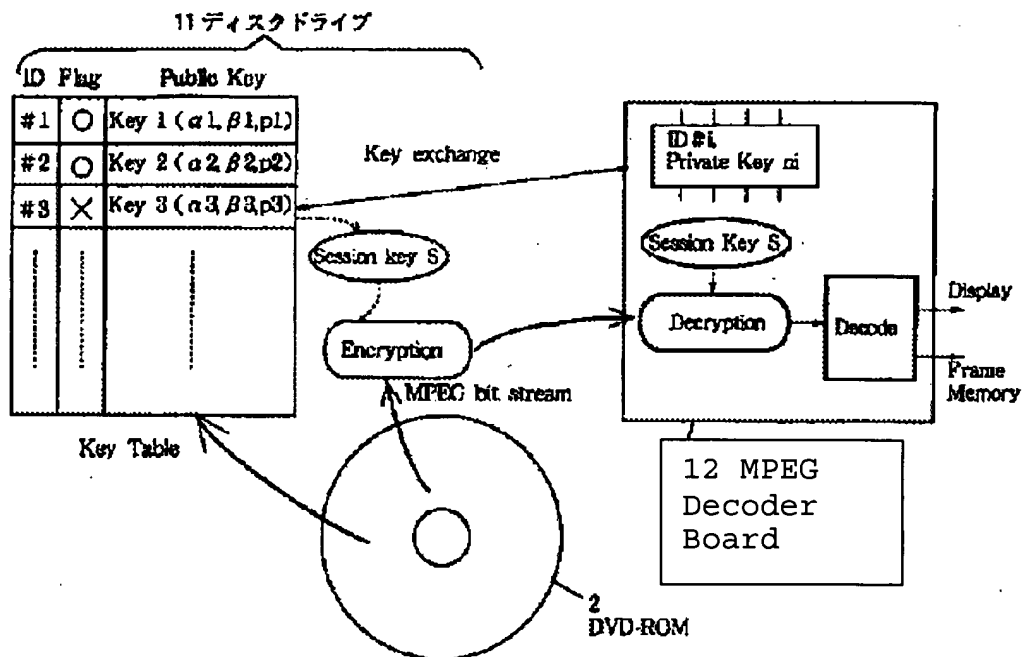 11 ディスクドライブ
ID Flag Public Key
#1 ○ Key 1 (α1, β1,p1)
#2 ○ Key 2 (α2, β2,p2)
#3 × Key 3 (α3, β3,p3)
Key Table
Key exchange
Session key S
Encryption
MPEG bit stream
2
DVD-ROM
ID #i,
Private Key ni
Session Key S
Decryption
Decode
Display
Frame
Memory
12 MPEG
Decoder
Board